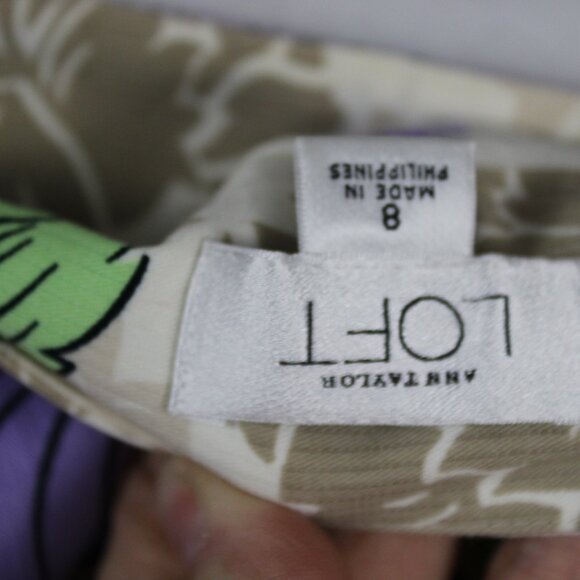 ANN TAYLOR
LOFT
8
MADE IN
PHILIPPINES